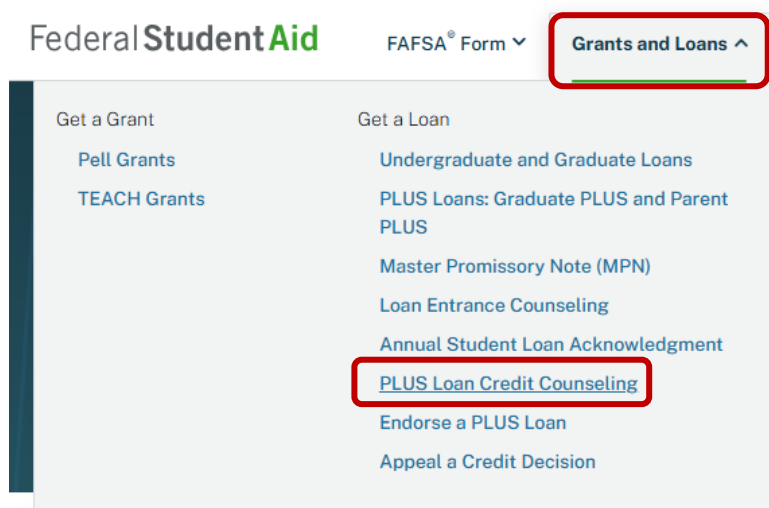 Federal Student Aid
FAFSA® Form
Grants and Loans
Get a Grant
Pell Grants
TEACH Grants
Get a Loan
Undergraduate and Graduate Loans
PLUS Loans: Graduate PLUS and Parent
PLUS
Master Promissory Note (MPN)
Loan Entrance Counseling
Annual Student Loan Acknowledgment
PLUS Loan Credit Counseling
Endorse a PLUS Loan
Appeal a Credit Decision